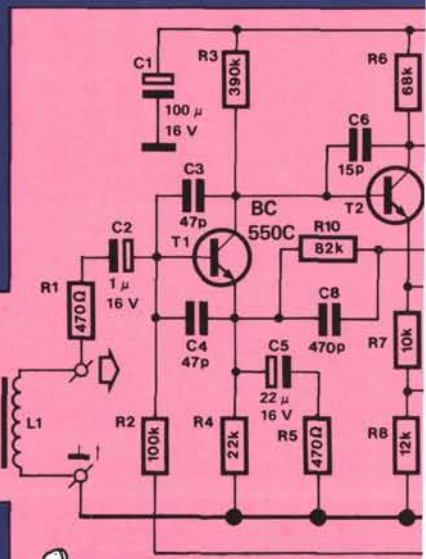 C1
100 µ
16 V
R3
390k
R6
68k
C3
47p
BC
550C
C6
15p
T2
C2
1 µ
16 V
T1
R10
82k
R1
470Ω
C4
47p
C8
470p
C5
22 µ
16 V
R7
10k
L1
R2
100k
R4
22k
R5
470Ω
R8
12k